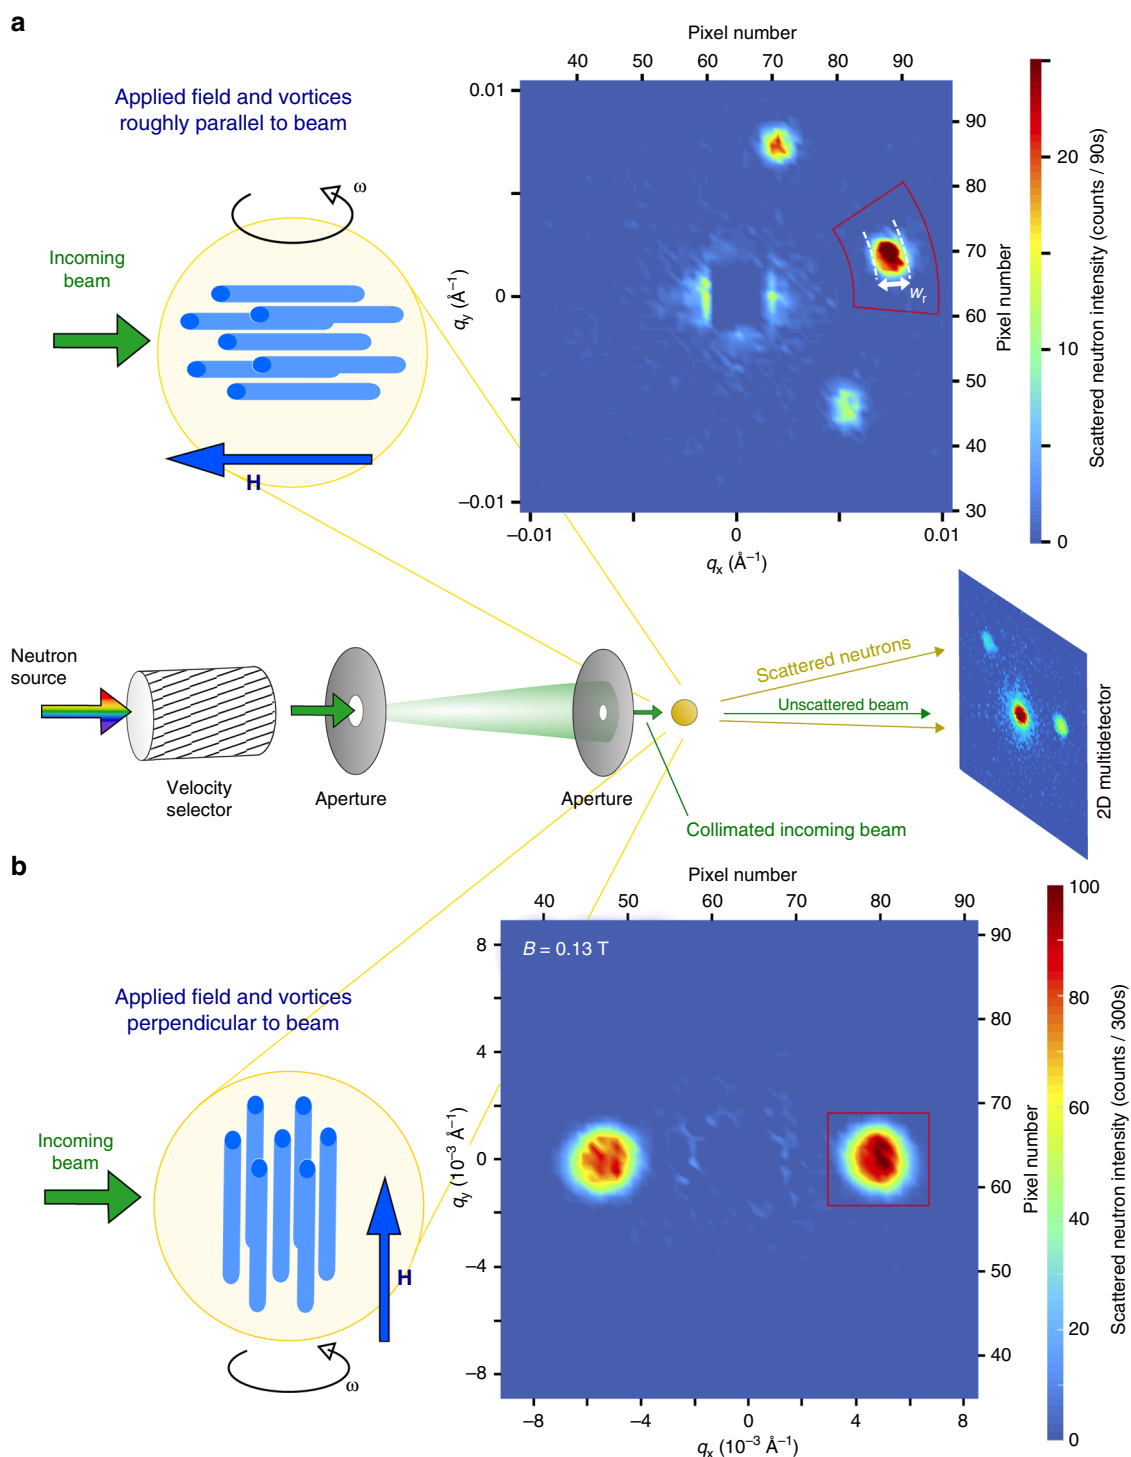 a
Pixel number
40 50 60 70 80 90
Applied field and vortices
roughly parallel to beam
ω
Incoming
beam
H
0.01
0
−0.01
qy (Å−1)
−0.01 0 0.01
qx (Å−1)
wr
90
80
70
60
50
40
30
Pixel number
20
10
0
Scattered neutron intensity (counts / 90s)
Neutron
source
Velocity
selector
Aperture
Aperture
Scattered neutrons
Unscattered beam
Collimated incoming beam
2D multidetector
b
Pixel number
40 50 60 70 80 90
B = 0.13 T
Applied field and vortices
perpendicular to beam
Incoming
beam
H
ω
8
4
0
−4
−8
qy (10−3 Å−1)
−8 −4 0 4 8
qx (10−3 Å−1)
90
80
70
60
50
40
Pixel number
100
80
60
40
20
0
Scattered neutron intensity (counts / 300s)